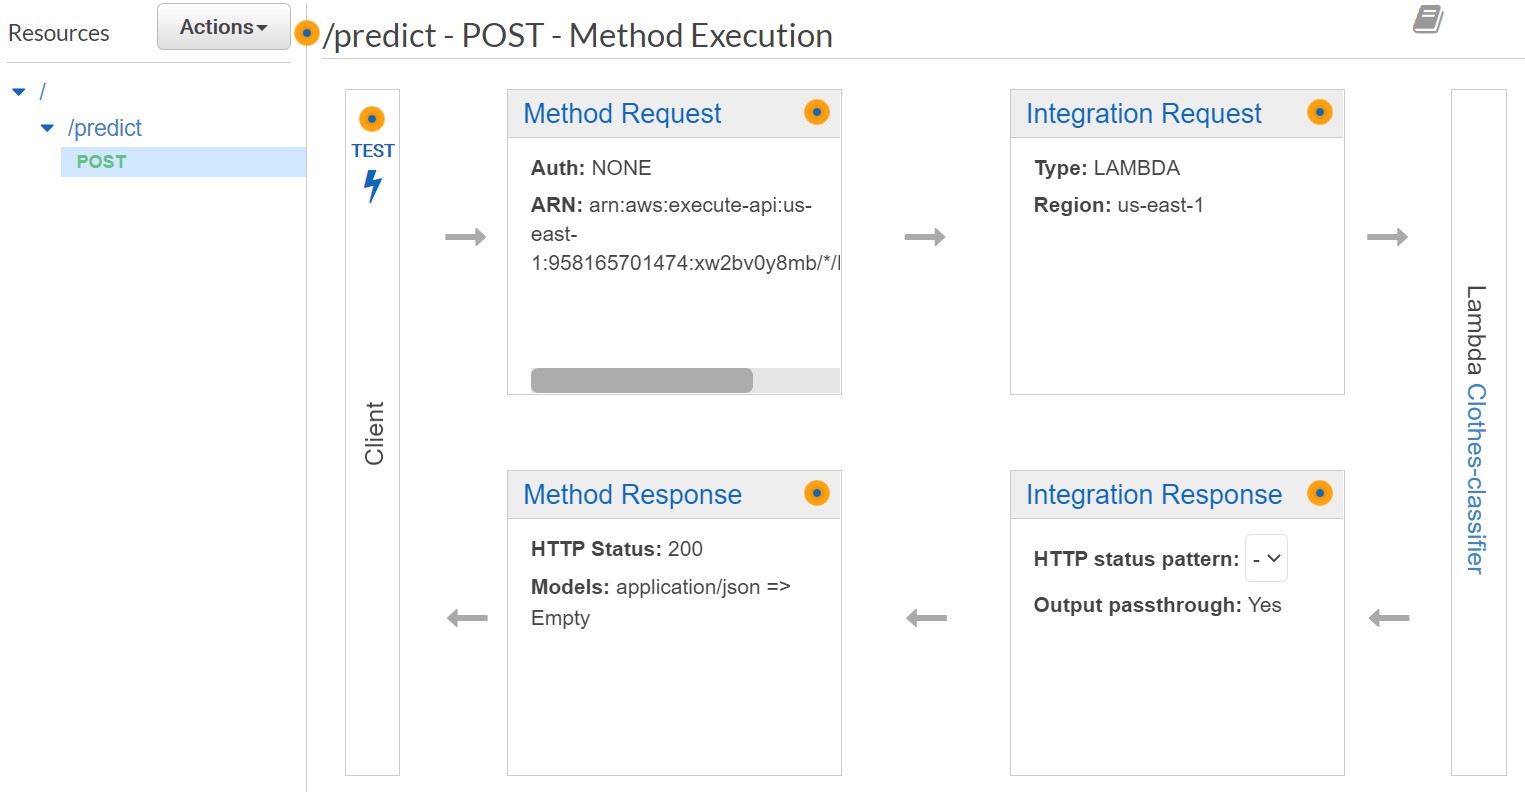 Resources
Actions
/predict - POST - Method Execution
/
/predict
POST
TEST
Client
Method Request
Auth: NONE
ARN: arn:aws:execute-api:us-
east-
1:958165701474:xw2bv0y8mb/*/
Integration Request
Type: LAMBDA
Region: us-east-1
Lambda Clothes-classifier
Method Response
HTTP Status: 200
Models: application/json =>
Empty
Integration Response
HTTP status pattern: -
Output passthrough: Yes